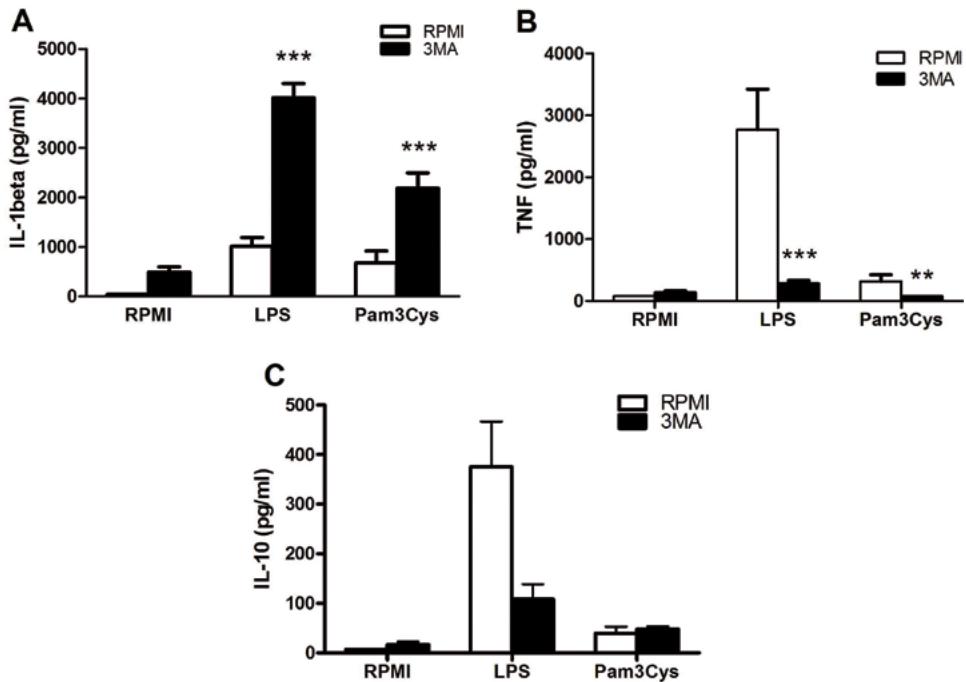 A
RPMI
3MA
IL-1beta (pg/ml)
5000
4000
3000
2000
1000
0
***
***
RPMI LPS Pam3Cys
B
RPMI
3MA
TNF (pg/ml)
4000
3000
2000
1000
0
***
**
RPMI LPS Pam3Cys
C
RPMI
3MA
IL-10 (pg/ml)
500
400
300
200
100
0
RPMI LPS Pam3Cys